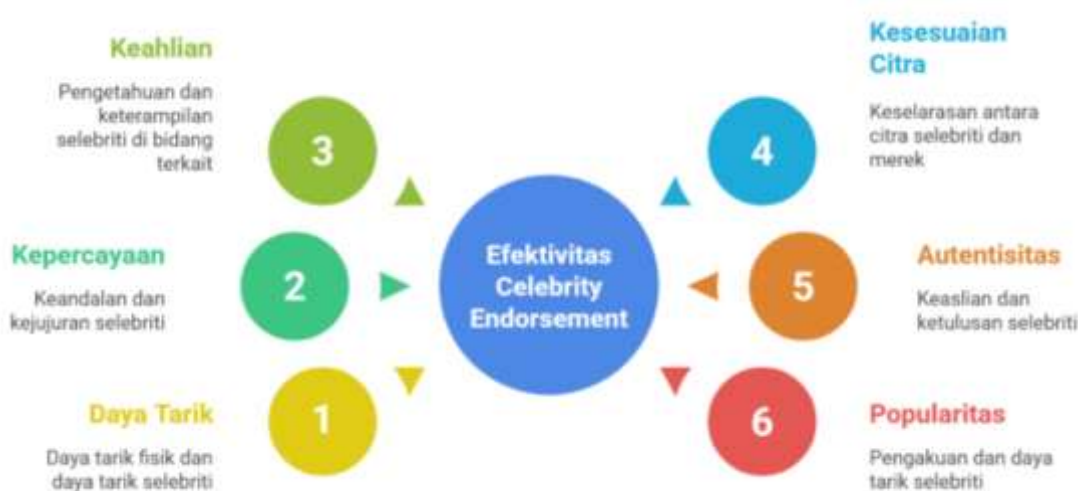 Keahlian
Pengetahuan dan
keterampilan
selebriti di bidang
terkait
3
Kepercayaan
Keandalan dan
kejujuran selebriti
2
Daya Tarik
Daya tarik fisik dan
daya tarik selebriti
1
Efektivitas
Celebrity
Endorsement
Kesesuaian
Citra
Keselarasan antara
citra selebriti dan
merek
4
Autentisitas
Keaslian dan
ketulusan selebriti
5
Popularitas
Pengakuan dan daya
tarik selebriti
6